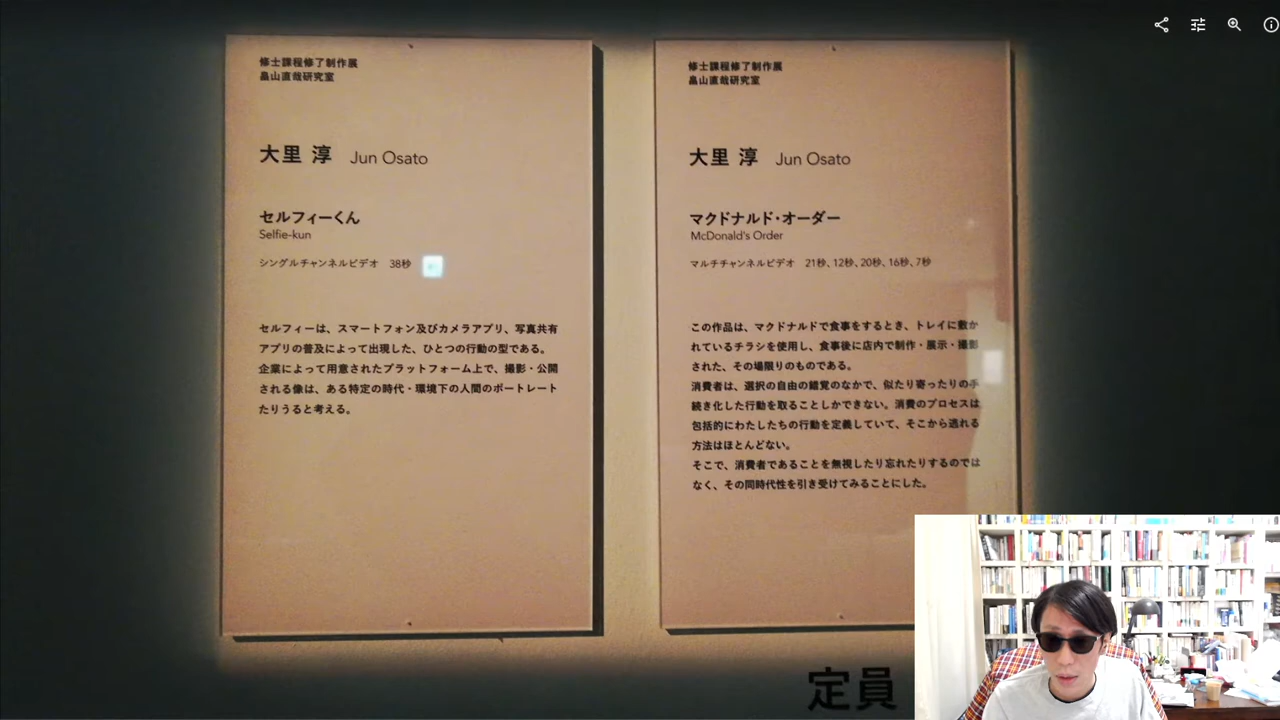 修士課程修了制作展
畠山直哉研究室
大里 淳 Jun Osato
セルフィーくん
Selfie-kun
シングルチャンネルビデオ 38秒
セルフィーは、スマートフォン及びカメラアプリ、写真共有
アプリの普及によって出現した、ひとつの行動の型である。
企業によって用意されたプラットフォーム上で、撮影・公開
される像は、ある特定の時代・環境下の人間のポートレート
たりうると考える。
修士課程修了制作展
畠山直哉研究室
大里 淳 Jun Osato
マクドナルド・オーダー
McDonald's Order
マルチチャンネルビデオ 21秒、12秒、20秒、16秒、7秒
この作品は、マクドナルドで食事をするとき、トレイに敷か
れているチラシを使用し、食事後に店内で制作・展示・撮影
された、その場限りのものである。
消費者は、選択の自由の錯覚のなかで、似たり寄ったりの手
続き化した行動を取ることしかできない。消費のプロセスは
包括的にわたしたちの行動を定義していて、そこから逃れる
方法はほとんどない。
そこで、消費者であることを無視したり忘れたりするのでは
なく、その同時代性を引き受けてみることにした。
定員